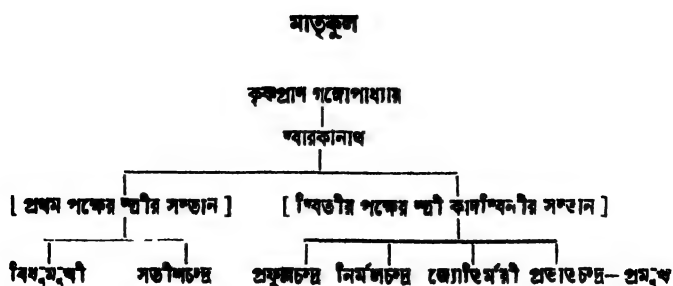 মাতৃকুল
কৃষ্ণপ্রাণ গঙ্গোপাধ্যায়
দ্বারকানাথ
[ প্রথম পক্ষের স্ত্রীর সন্তান ] [ দ্বিতীয় পক্ষের স্ত্রী কাদম্বিনীর সন্তান ]
বিধুমুখী সতীশচন্দ্র প্রফুল্লচন্দ্র নির্মলচন্দ্র জ্যোতির্ময়ী প্রভাতচন্দ্র—প্রমুখ